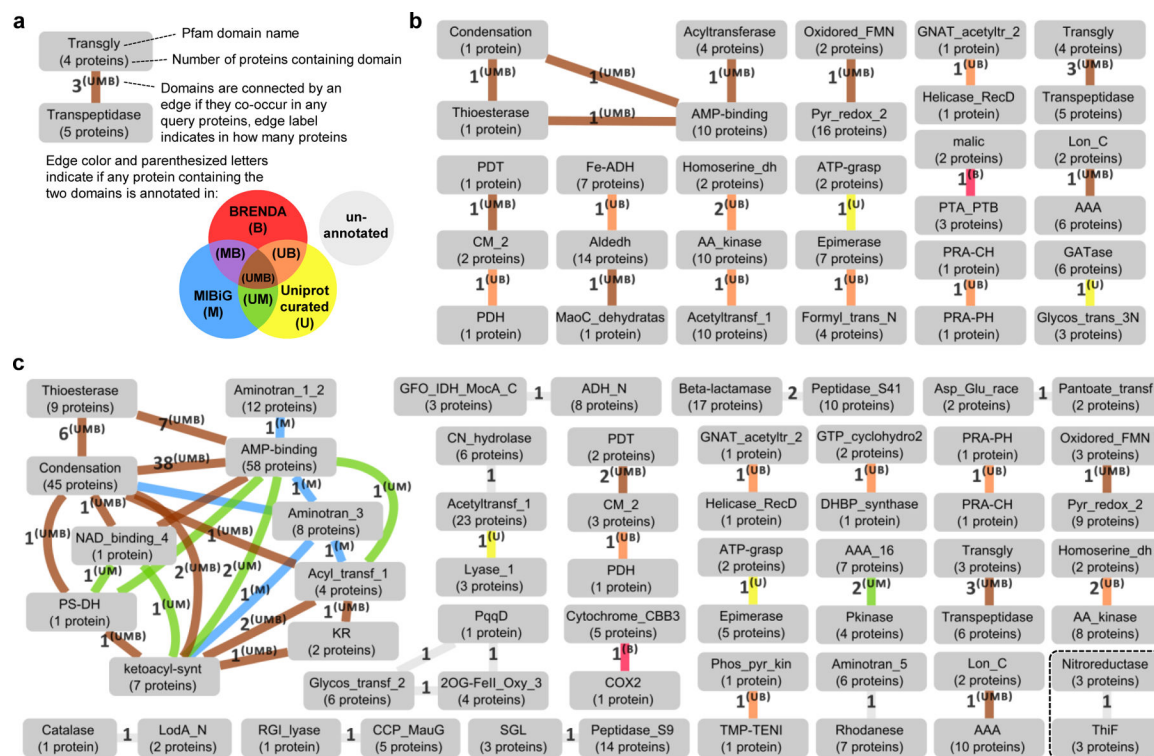 a
Transgly
(4 proteins)
Pfam domain name
Number of proteins containing domain
3(UMB)
Domains are connected by an
edge if they co-occur in any
query proteins, edge label
indicates in how many proteins
Transpeptidase
(5 proteins)
Edge color and parenthesized letters
indicate if any protein containing the
two domains is annotated in:
BRENDA
(B)
un-
annotated
(MB)
(UB)
(UMB)
MIBiG
(M)
(UM)
Uniprot
curated
(U)
b
Condensation
(1 protein)
1(UMB)
1(UMB)
Thioesterase
(1 protein)
1(UMB)
Acyltransferase
(4 proteins)
1(UMB)
AMP-binding
(10 proteins)
Oxidored_FMN
(2 proteins)
1(UMB)
Pyr_redox_2
(16 proteins)
GNAT_acetyltr_2
(1 protein)
1(UB)
Helicase_RecD
(1 protein)
Transgly
(4 proteins)
3(UMB)
Transpeptidase
(5 proteins)
PDT
(1 protein)
1(UMB)
CM_2
(2 proteins)
1(UB)
PDH
(1 protein)
Fe-ADH
(7 proteins)
1(UB)
Aldedh
(14 proteins)
1(UMB)
MaoC_dehydratas
(1 protein)
Homoserine_dh
(2 proteins)
2(UB)
AA_kinase
(10 proteins)
1(UB)
Acetyltransf_1
(10 proteins)
ATP-grasp
(2 proteins)
1(U)
Epimerase
(7 proteins)
1(UB)
Formyl_trans_N
(4 proteins)
malic
(2 proteins)
1(B)
PTA_PTB
(3 proteins)
PRA-CH
(1 protein)
1(UB)
PRA-PH
(1 protein)
Lon_C
(2 proteins)
1(UMB)
AAA
(6 proteins)
GATase
(6 proteins)
1(U)
Glycos_trans_3N
(3 proteins)
c
Thioesterase
(9 proteins)
6(UMB)
7(UMB)
Aminotran_1_2
(12 proteins)
1(M)
AMP-binding
(58 proteins)
38(UMB)
Condensation
(45 proteins)
1(UMB)
1(M)
1(UM)
Aminotran_3
(8 proteins)
1(UMB)
1(UMB)
NAD_binding_4
(1 protein)
1(M)
1(UM)
2(UMB)
2(UM)
Acyl_transf_1
(4 proteins)
1(M)
1(UM)
PS-DH
(1 protein)
2(UMB)
1(UMB)
KR
(2 proteins)
1(UMB)
1(UMB)
ketoacyl-synt
(7 proteins)
GFO_IDH_MocA_C
(3 proteins)
1
ADH_N
(8 proteins)
Beta-lactamase
(17 proteins)
2
Peptidase_S41
(10 proteins)
Asp_Glu_race
(2 proteins)
1
Pantoate_transf
(2 proteins)
CN_hydrolase
(6 proteins)
1
Acetyltransf_1
(23 proteins)
1(U)
Lyase_1
(3 proteins)
PDT
(2 proteins)
2(UMB)
CM_2
(3 proteins)
1(UB)
PDH
(1 protein)
GNAT_acetyltr_2
(1 protein)
1(UB)
Helicase_RecD
(1 protein)
GTP_cyclohydro2
(2 proteins)
1(UB)
DHBP_synthase
(1 protein)
PRA-PH
(1 protein)
1(UB)
PRA-CH
(1 protein)
Oxidored_FMN
(3 proteins)
1(UMB)
Pyr_redox_2
(9 proteins)
ATP-grasp
(2 proteins)
1(U)
Epimerase
(5 proteins)
AAA_16
(7 proteins)
2(UM)
Pkinase
(4 proteins)
Transgly
(3 proteins)
3(UMB)
Transpeptidase
(6 proteins)
Homoserine_dh
(2 proteins)
2(UB)
AA_kinase
(8 proteins)
PqqD
(1 protein)
1
1
Glycos_transf_2
(6 proteins)
1
2OG-FeII_Oxy_3
(4 proteins)
Cytochrome_CBB3
(5 proteins)
1(B)
COX2
(1 protein)
Phos_pyr_kin
(1 protein)
1(UB)
TMP-TENI
(1 protein)
Aminotran_5
(6 proteins)
1
Rhodanese
(7 proteins)
Lon_C
(2 proteins)
1(UMB)
AAA
(10 proteins)
Nitroreductase
(3 proteins)
1
ThiF
(3 proteins)
Catalase
(1 protein)
1
LodA_N
(2 proteins)
RGI_lyase
(1 protein)
1
CCP_MauG
(5 proteins)
SGL
(3 proteins)
1
Peptidase_S9
(14 proteins)